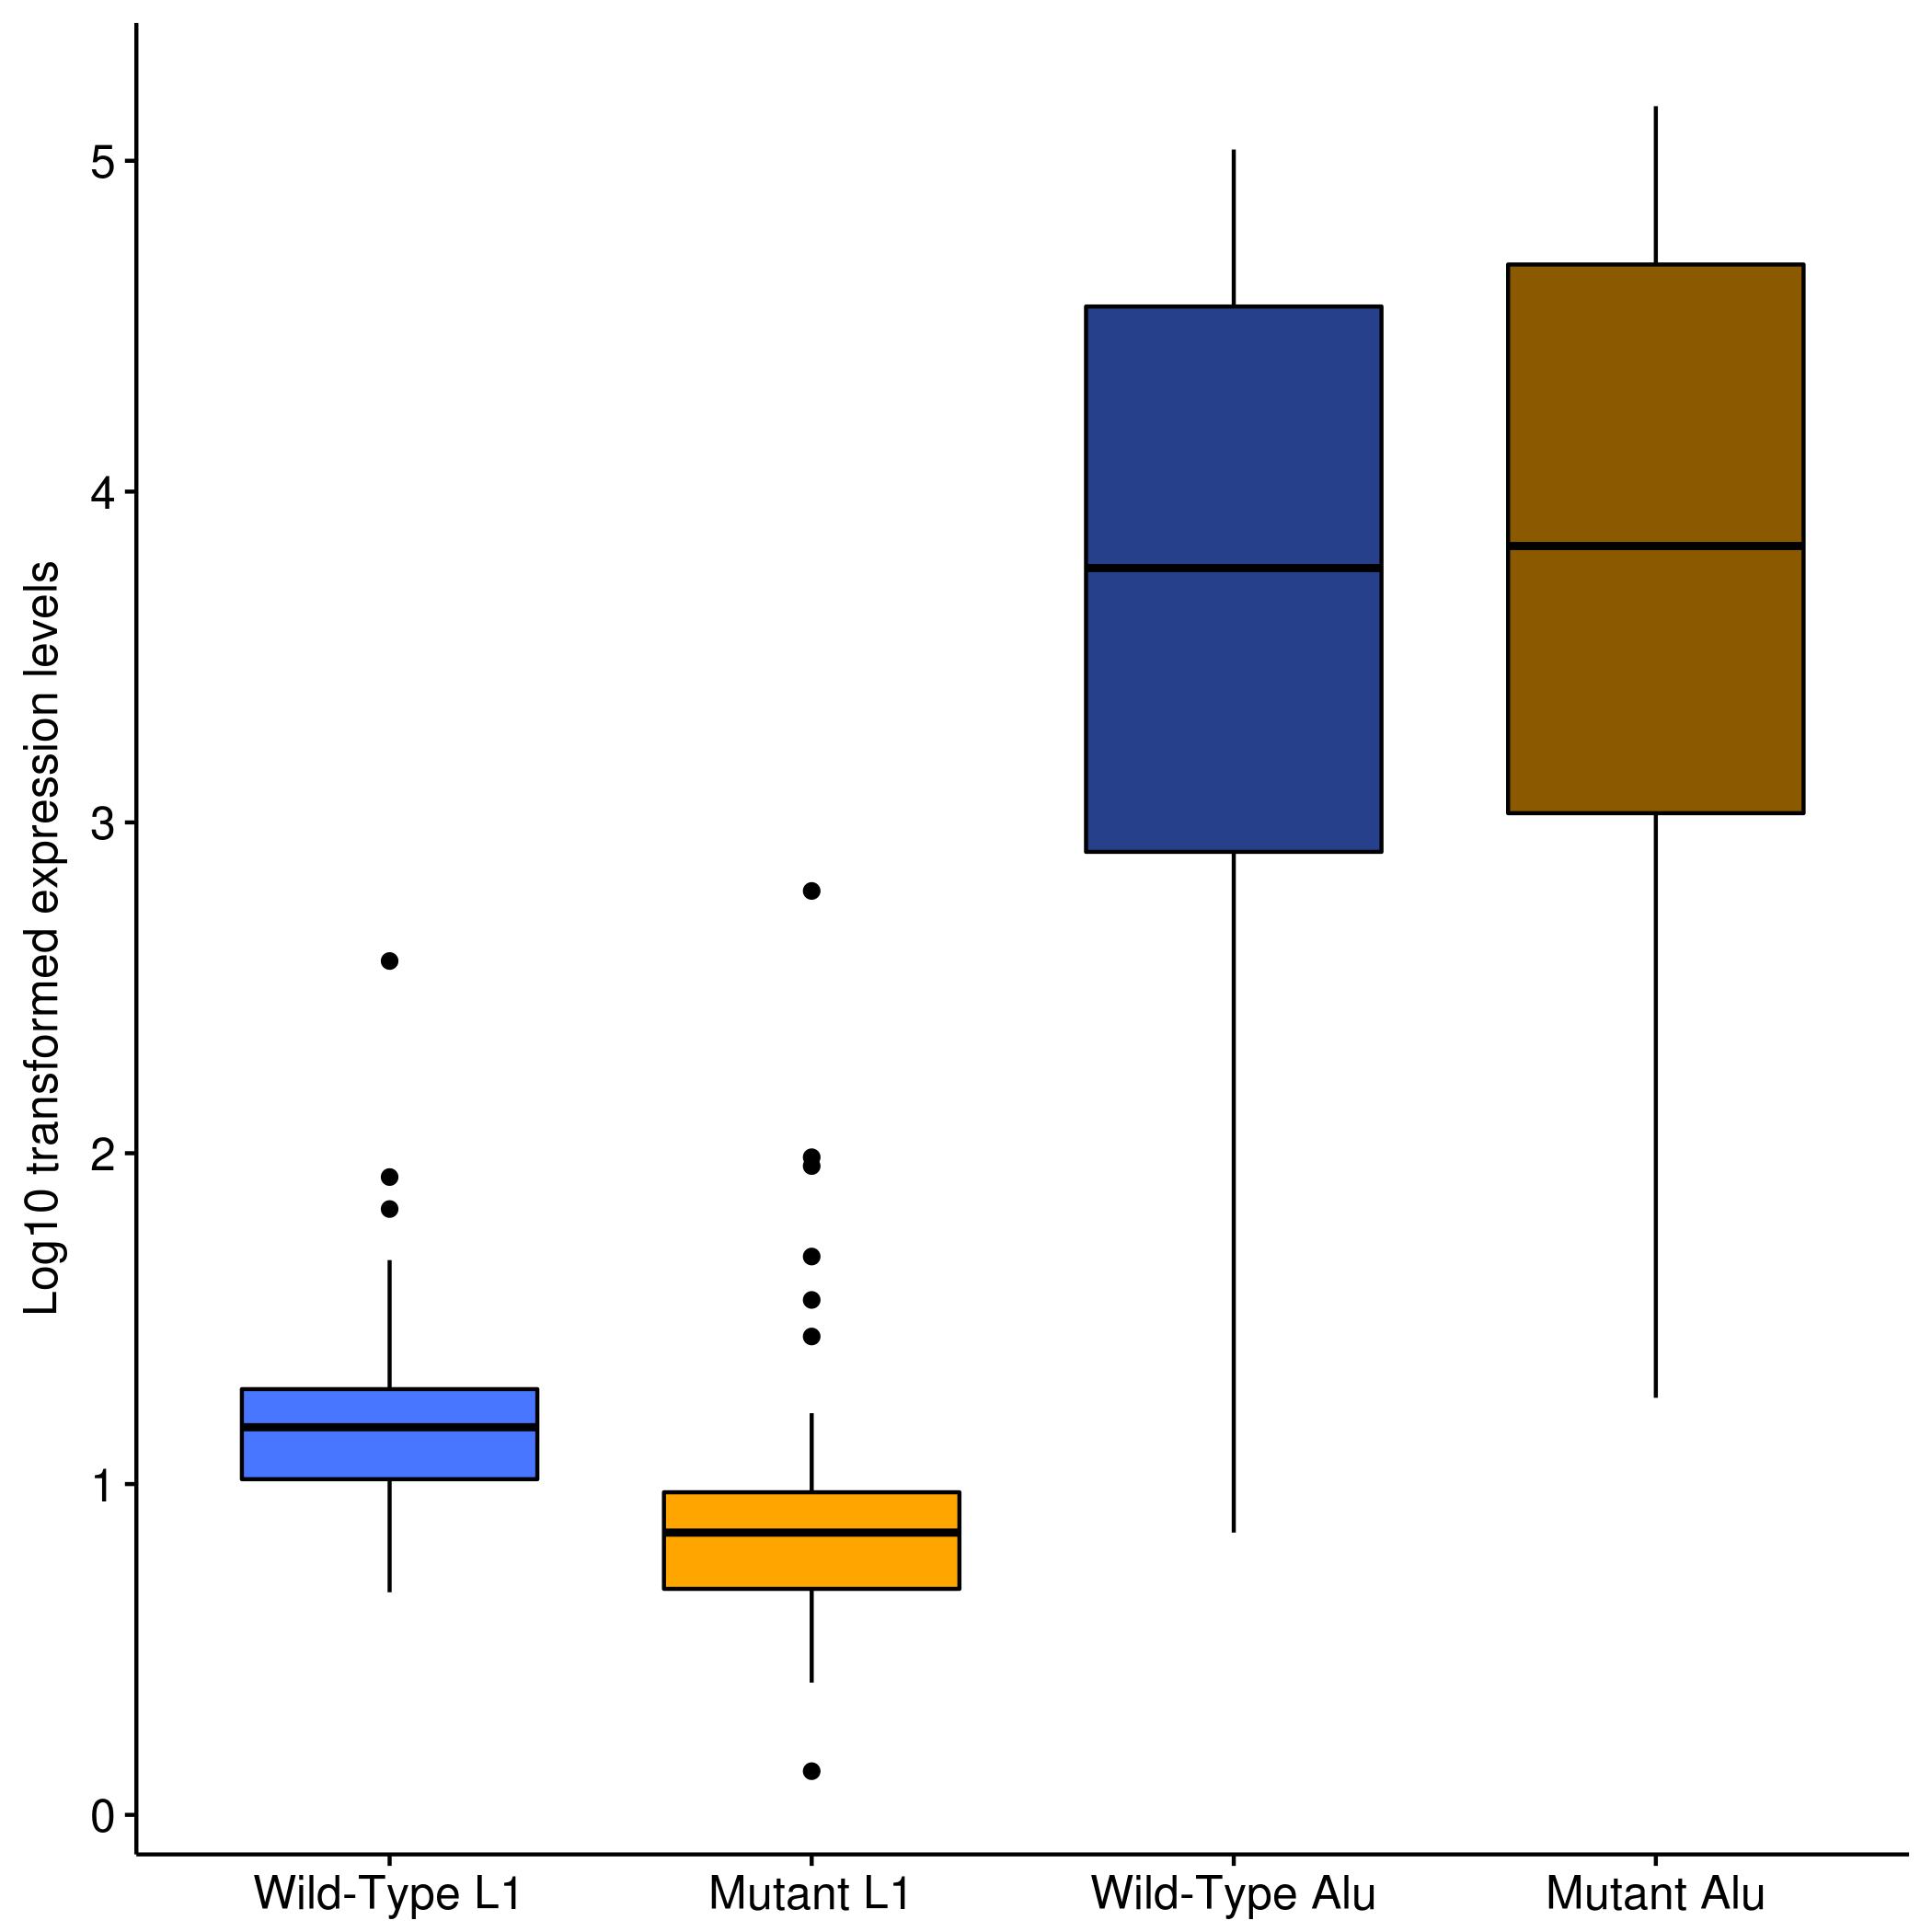 Log10 transformed expression levels
5
4
3
2
1
0
Wild-Type L1
Mutant L1
Wild-Type Alu
Mutant Alu